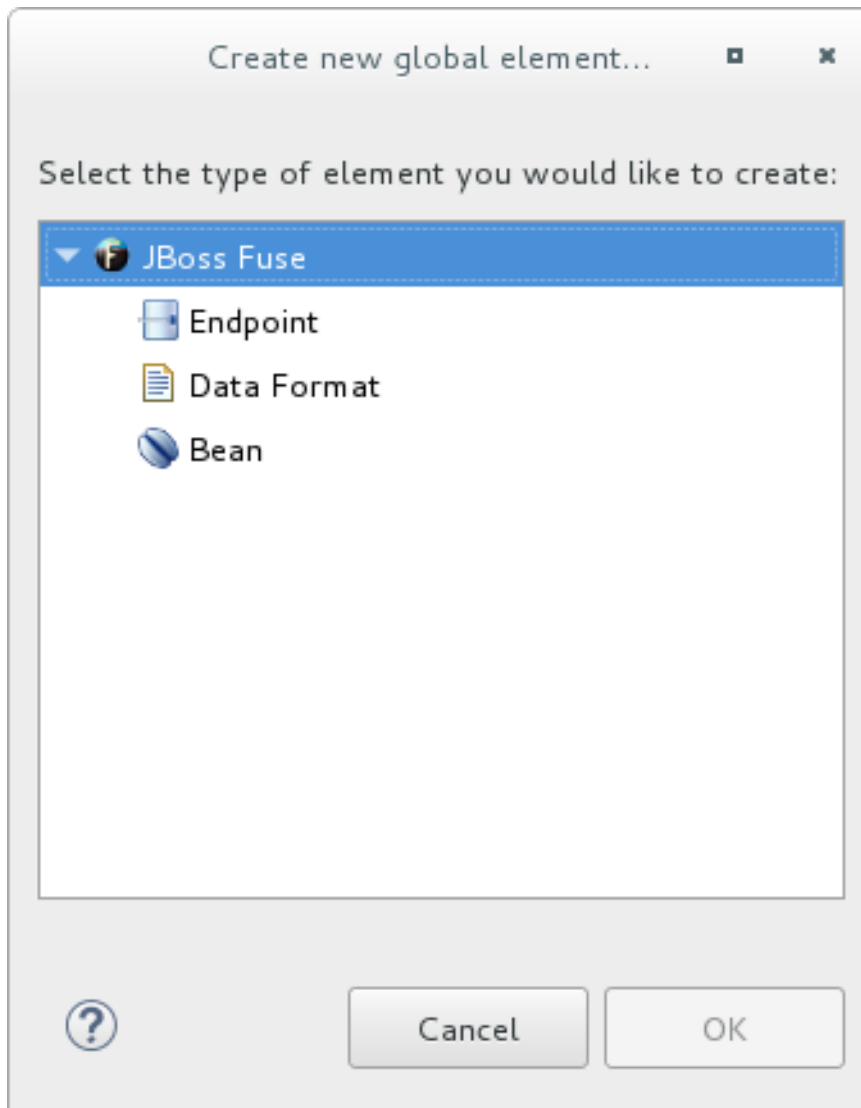 Create new global element...
Select the type of element you would like to create:
JBoss Fuse
Endpoint
Data Format
Bean
Cancel
OK